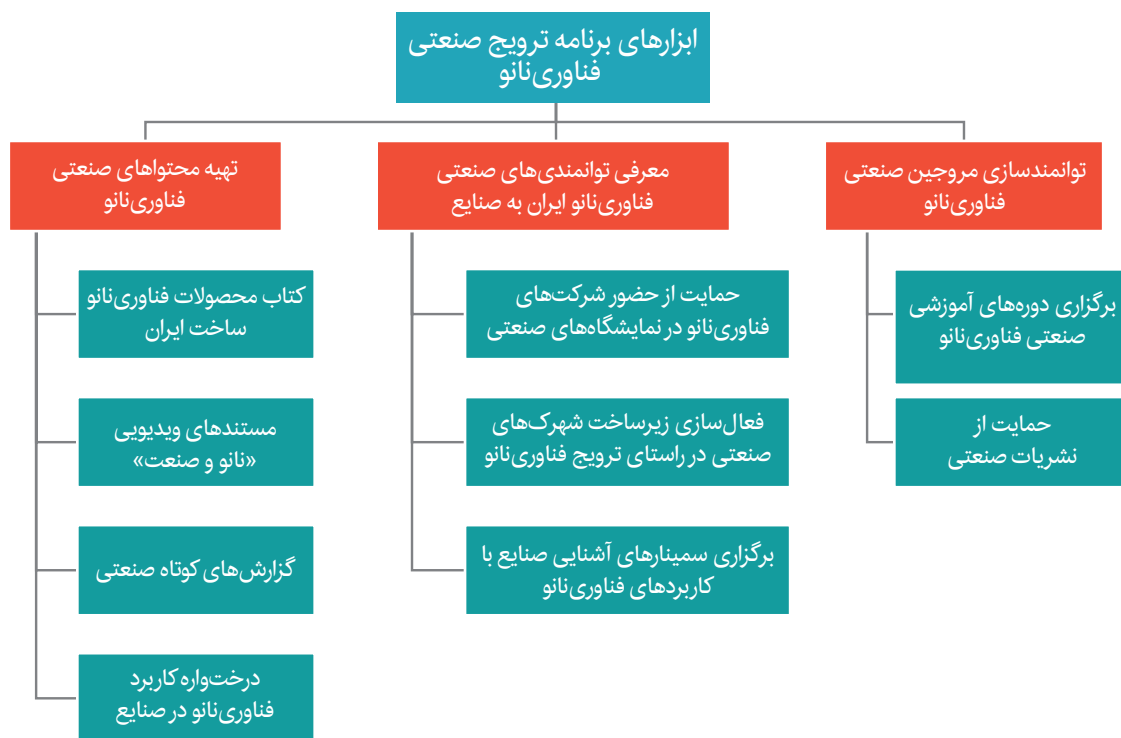 ابزارهای برنامه ترویج صنعتی
فناوری‌نانو
توانمندسازی مروجین صنعتی
فناوری‌نانو
برگزاری دوره‌های آموزشی
صنعتی فناوری‌نانو
حمایت از
نشریات صنعتی
معرفی توانمندی‌های صنعتی
فناوری‌نانو ایران به صنایع
حمایت از حضور شرکت‌های
فناوری‌نانو در نمایشگاه‌های صنعتی
فعال‌سازی زیرساخت شهرک‌های
صنعتی در راستای ترویج فناوری‌نانو
برگزاری سمینارهای آشنایی صنایع با
کاربردهای فناوری‌نانو
تهیه محتواهای صنعتی
فناوری‌نانو
کتاب محصولات فناوری‌نانو
ساخت ایران
مستندهای ویدیویی
«نانو و صنعت»
گزارش‌های کوتاه صنعتی
درخت‌واره کاربرد
فناوری‌نانو در صنایع